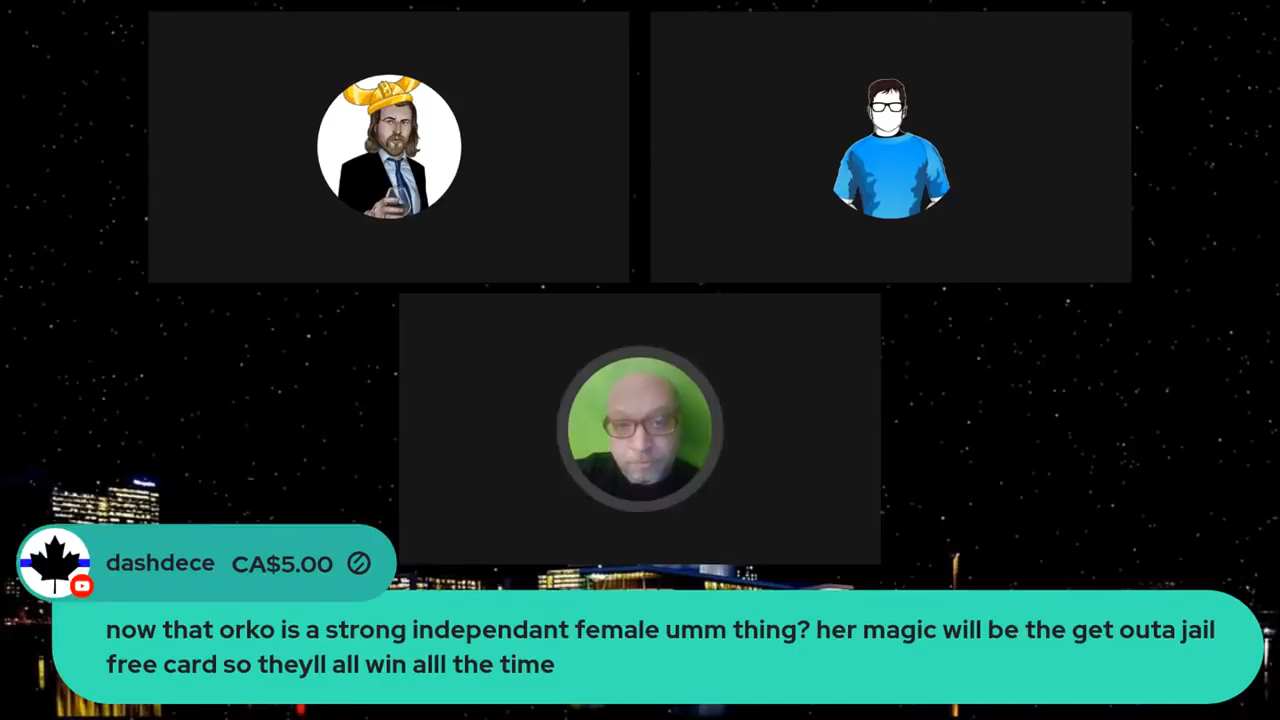 dashdece CA$5.00
now that orko is a strong independant female umm thing? her magic will be the get outa jail
free card so theyll all win alll the time